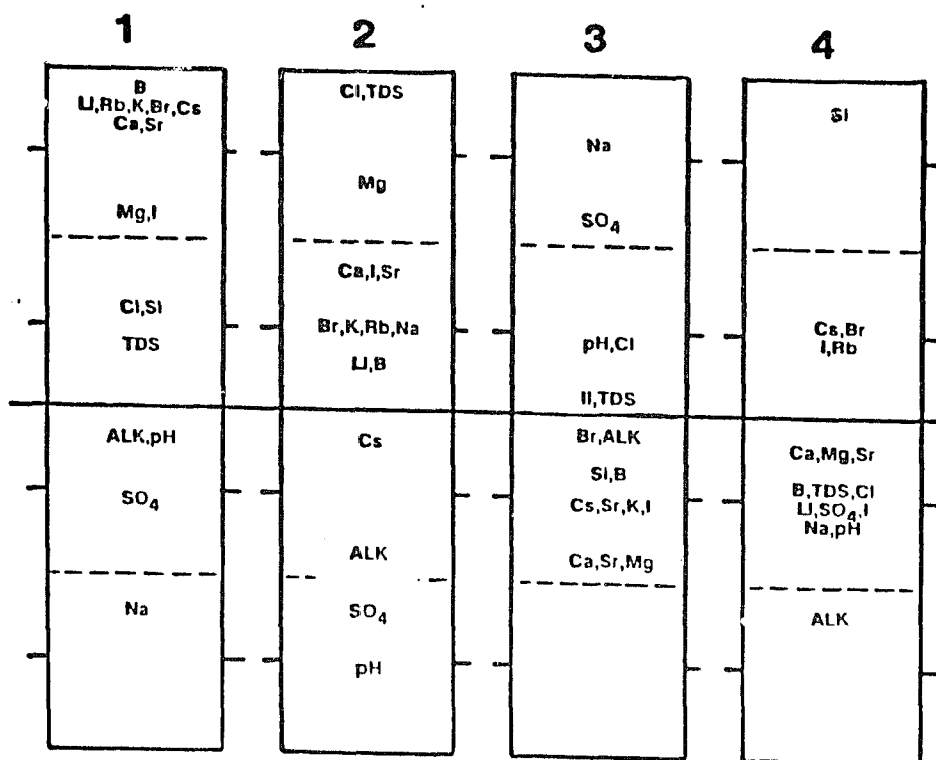 1
2
3
4
B
LI,Rb,K,Br,Cs
Ca,Sr
Mg,I
Cl,SI
TDS
ALK,pH
SO4
Na
Cl,TDS
Mg
Ca,I,Sr
Br,K,Rb,Na
LI,B
Cs
ALK
SO4
pH
Na
SO4
pH,Cl
II,TDS
Br,ALK
SI,B
Cs,Sr,K,I
Ca,Sr,Mg
SI
Cs,Br
I,Rb
Ca,Mg,Sr
B,TDS,Cl
LI,SO4,I
Na,pH
ALK